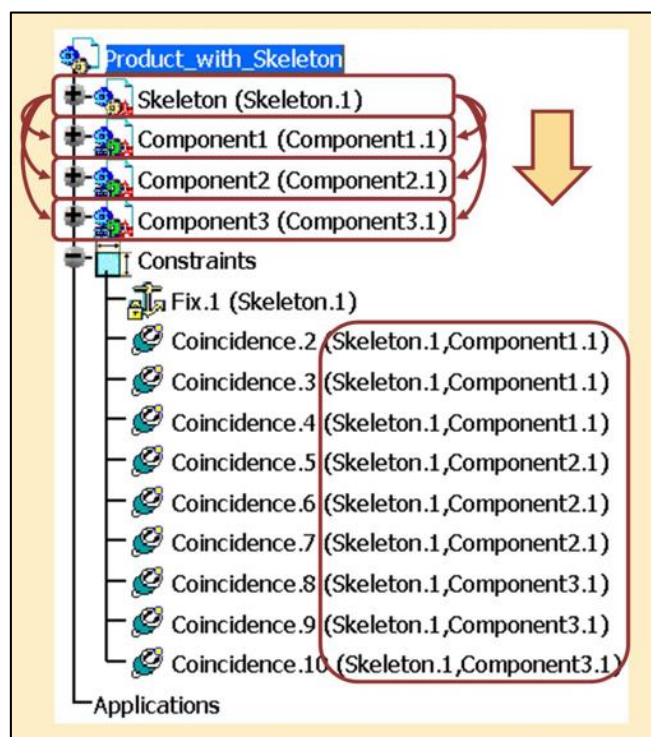 Product_with_Skeleton
Skeleton (Skeleton.1)
Component1 (Component1.1)
Component2 (Component2.1)
Component3 (Component3.1)
Constraints
Fix.1 (Skeleton.1)
Coincidence.2 (Skeleton.1,Component1.1)
Coincidence.3 (Skeleton.1,Component1.1)
Coincidence.4 (Skeleton.1,Component1.1)
Coincidence.5 (Skeleton.1,Component2.1)
Coincidence.6 (Skeleton.1,Component2.1)
Coincidence.7 (Skeleton.1,Component2.1)
Coincidence.8 (Skeleton.1,Component3.1)
Coincidence.9 (Skeleton.1,Component3.1)
Coincidence.10 (Skeleton.1,Component3.1)
Applications